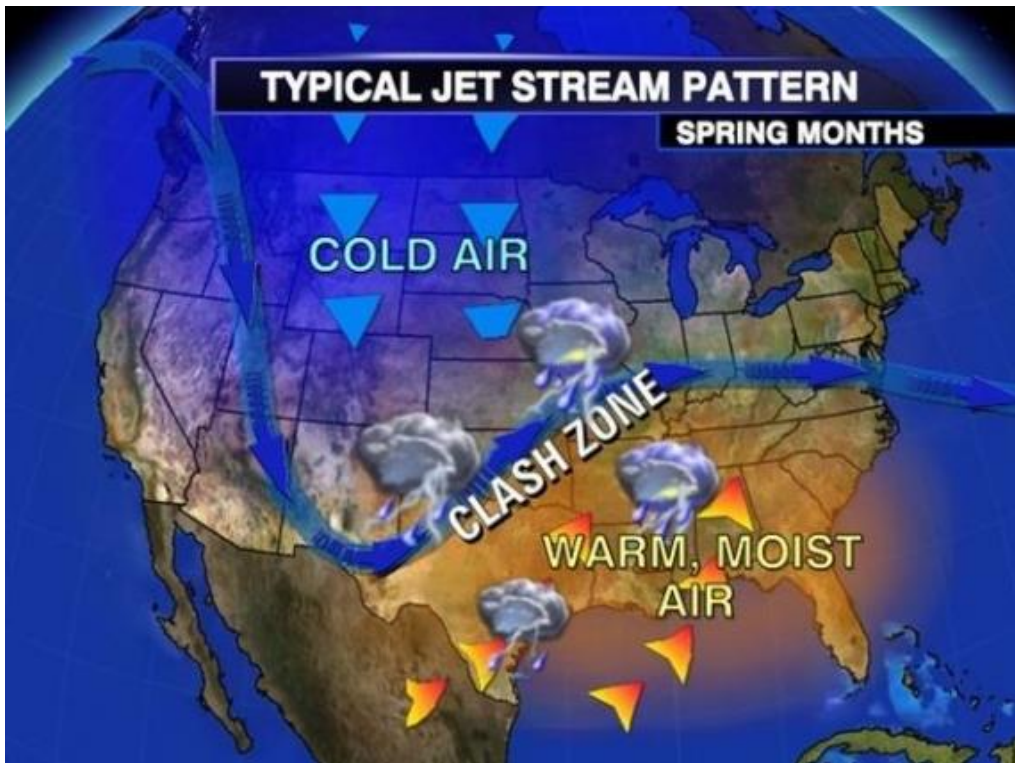 TYPICAL JET STREAM PATTERN
SPRING MONTHS
COLD AIR
CLASH ZONE
WARM, MOIST
AIR